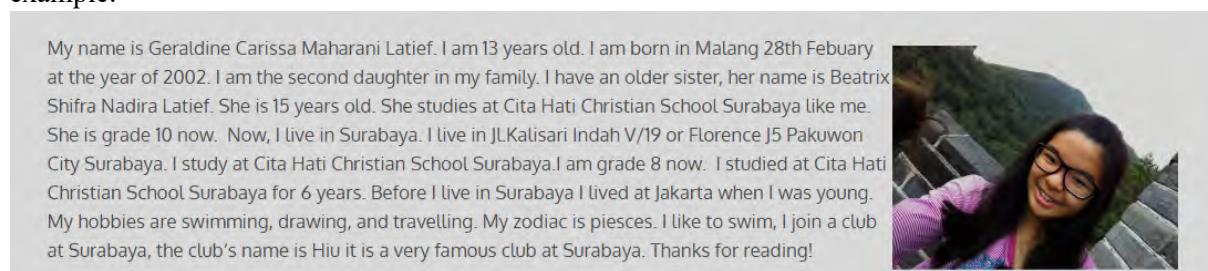 example:
My name is Geraldine Carissa Maharani Latief. I am 13 years old. I am born in Malang 28th Febuary
at the year of 2002. I am the second daughter in my family. I have an older sister, her name is Beatrix
Shifra Nadira Latief. She is 15 years old. She studies at Cita Hati Christian School Surabaya like me.
She is grade 10 now. Now, I live in Surabaya. I live in JLKalisari Indah V/19 or Florence J5 Pakuwon
City Surabaya. I study at Cita Hati Christian School Surabaya.I am grade 8 now. I studied at Cita Hati
Christian School Surabaya for 6 years. Before I live in Surabaya I lived at Jakarta when I was young.
My hobbies are swimming, drawing, and travelling. My zodiac is piesces. I like to swim, I join a club
at Surabaya, the club's name is Hiu it is a very famous club at Surabaya. Thanks for reading!